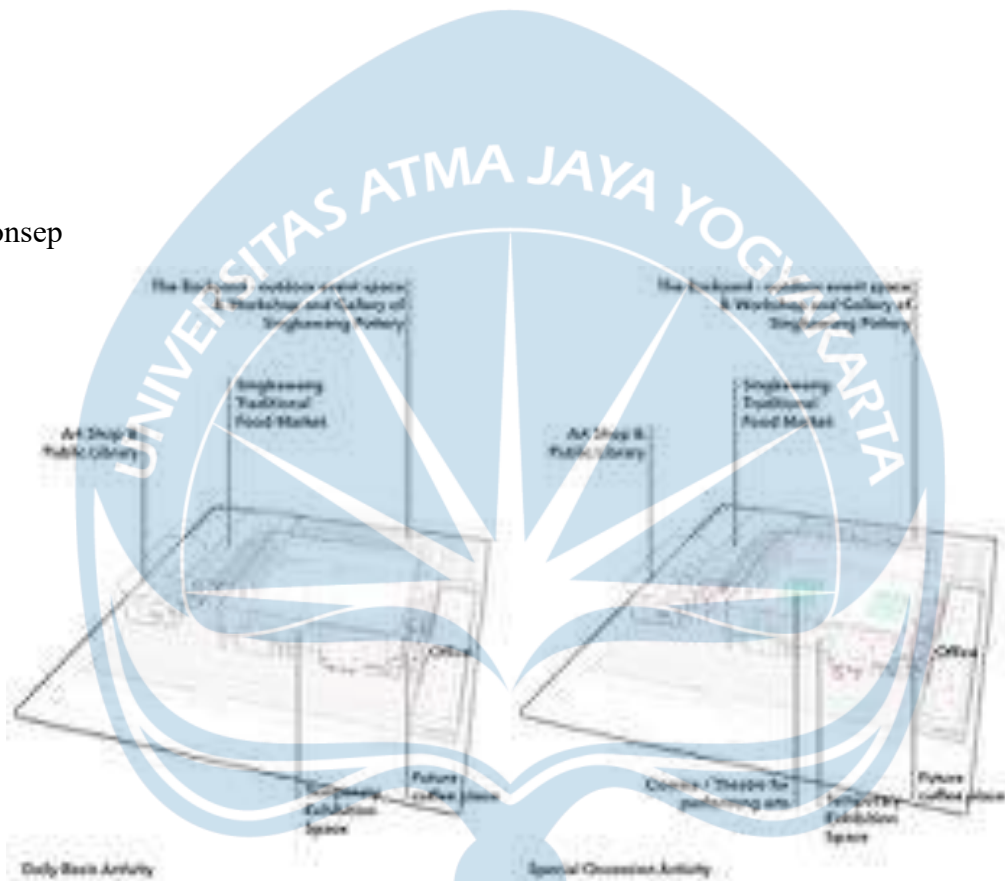 UNIVERSITAS ATMA JAYA YOGYAKARTA
onsep
The Backyard - outdoor event space
& Workshop and Gallery of
Singkawang Pottery
Singkawang
Traditional
Food Market
Art Shop &
Public Library
Office
Temporary
Exhibition
Space
Future
coffee place
Daily Basis Activity
The Backyard - outdoor event space
& Workshop and Gallery of
Singkawang Pottery
Singkawang
Traditional
Food Market
Art Shop &
Public Library
Office
Cinema / Theatre for
performing arts
Temporary
Exhibition
Space
Future
coffee place
Special Occassion Activity